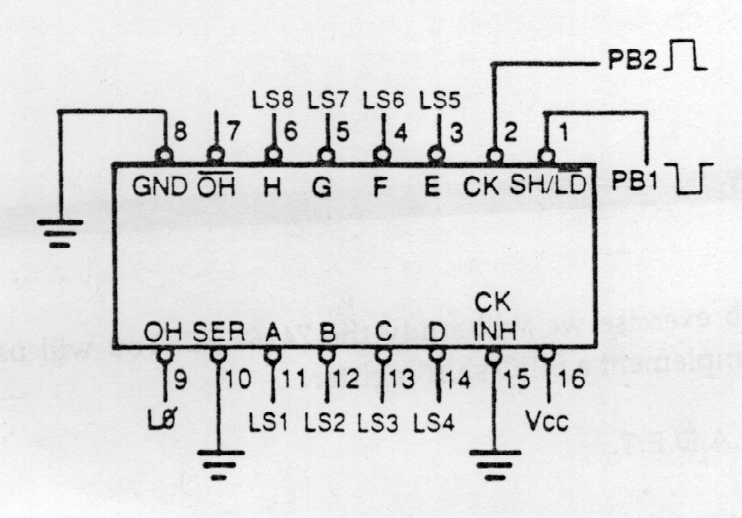 PB2
LS8 LS7 LS6 LS5
8 7 6 5 4 3 2 1
GND OH H G F E CK SH/LD PB1
CK
OH SER A B C D INH
9 10 11 12 13 14 15 16
LØ LS1 LS2 LS3 LS4 Vcc